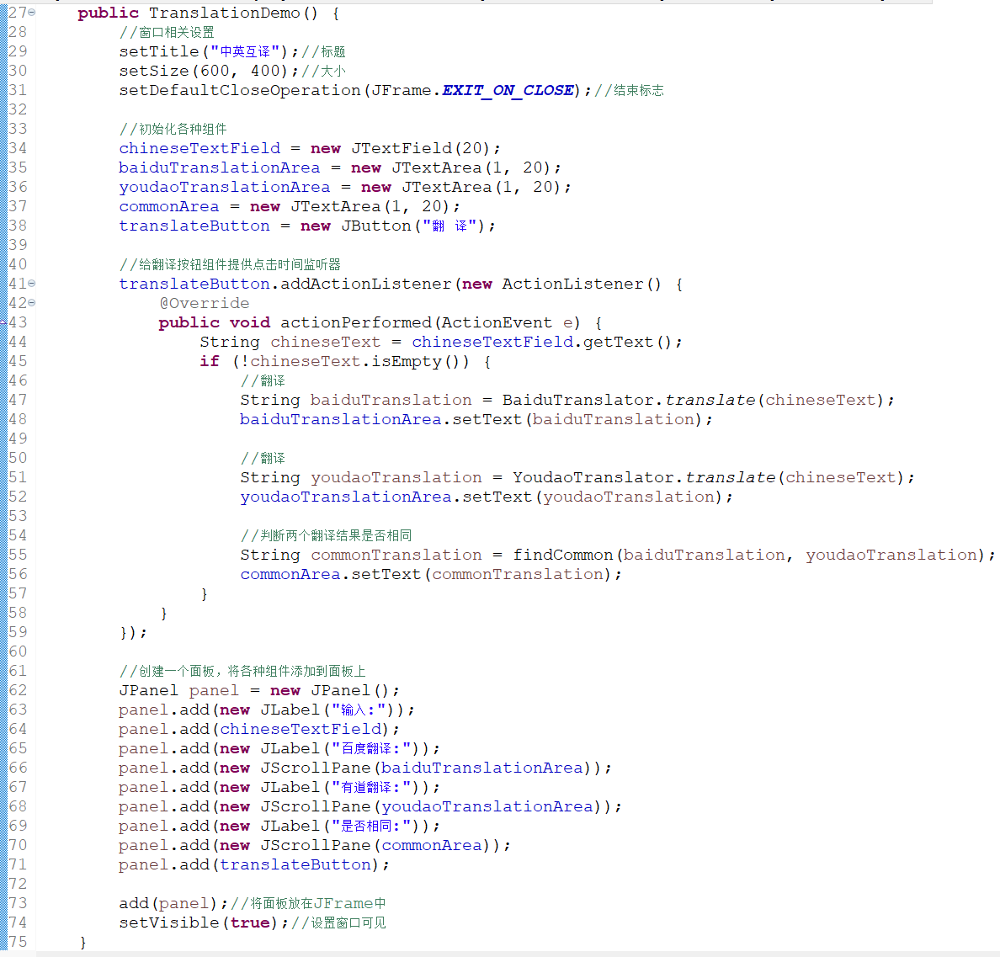 27 public TranslationDemo() {
28 //窗口相关设置
29 setTitle("中英互译");//标题
30 setSize(600, 400);//大小
31 setDefaultCloseOperation(JFrame.EXIT_ON_CLOSE);//结束标志
32
33 //初始化各种组件
34 chineseTextField = new JTextField(20);
35 baiduTranslationArea = new JTextArea(1, 20);
36 youdaoTranslationArea = new JTextArea(1, 20);
37 commonArea = new JTextArea(1, 20);
38 translateButton = new JButton("翻 译");
39
40 //给翻译按钮组件提供点击时间监听器
41 translateButton.addActionListener(new ActionListener() {
42 @Override
43 public void actionPerformed(ActionEvent e) {
44 String chineseText = chineseTextField.getText();
45 if (!chineseText.isEmpty()) {
46 //翻译
47 String baiduTranslation = BaiduTranslator.translate(chineseText);
48 baiduTranslationArea.setText(baiduTranslation);
49
50 //翻译
51 String youdaoTranslation = YoudaoTranslator.translate(chineseText);
52 youdaoTranslationArea.setText(youdaoTranslation);
53
54 //判断两个翻译结果是否相同
55 String commonTranslation = findCommon(baiduTranslation, youdaoTranslation);
56 commonArea.setText(commonTranslation);
57 }
58 }
59 });
60
61 //创建一个面板，将各种组件添加到面板上
62 JPanel panel = new JPanel();
63 panel.add(new JLabel("输入:"));
64 panel.add(chineseTextField);
65 panel.add(new JLabel("百度翻译:"));
66 panel.add(new JScrollPane(baiduTranslationArea));
67 panel.add(new JLabel("有道翻译:"));
68 panel.add(new JScrollPane(youdaoTranslationArea));
69 panel.add(new JLabel("是否相同:"));
70 panel.add(new JScrollPane(commonArea));
71 panel.add(translateButton);
72
73 add(panel);//将面板放在JFrame中
74 setVisible(true);//设置窗口可见
75 }